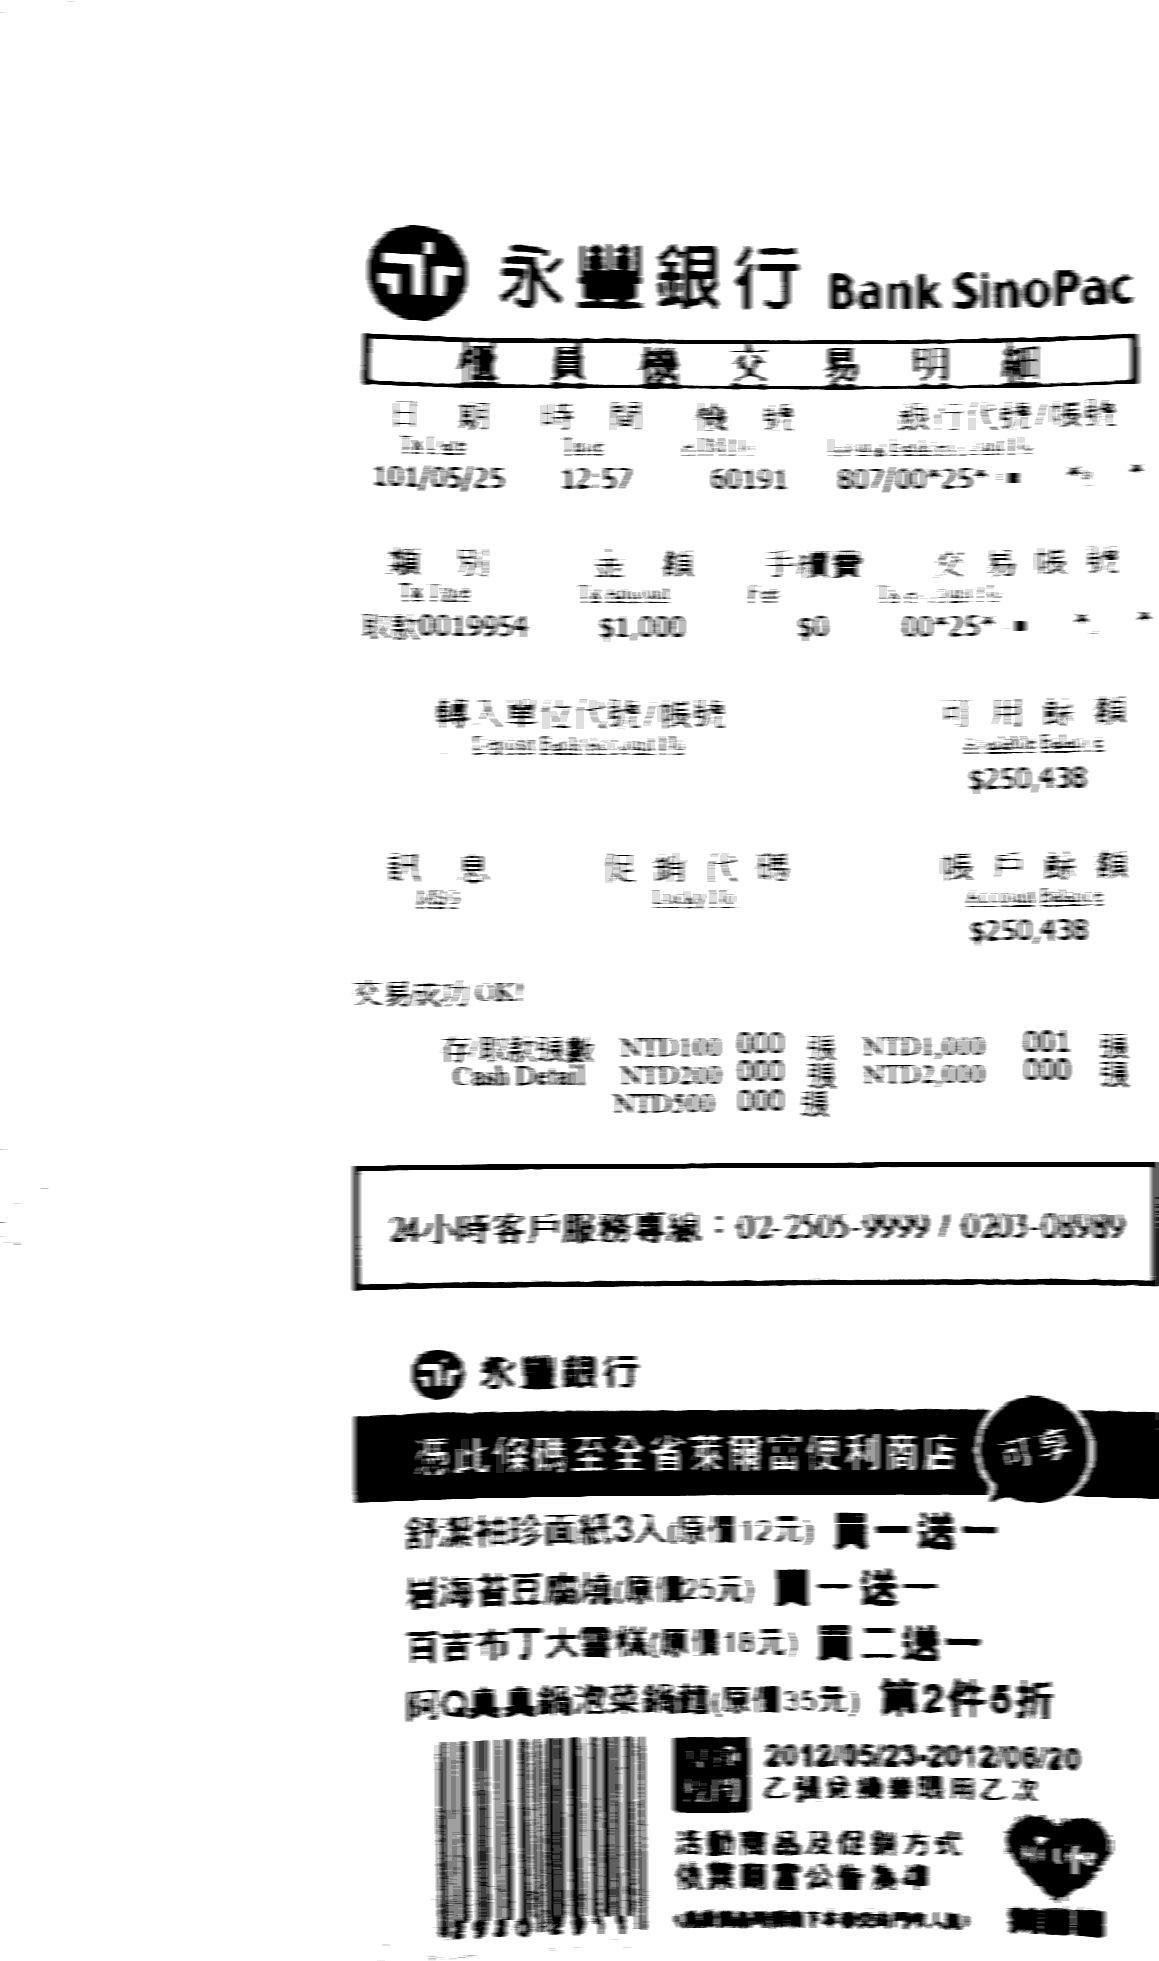 永豐銀行 Bank SinoPac
櫃員機交易明細
日期 時間 機號 銀行代號/帳號
101/05/25 12:57 60191 807/00*25*
類別 金額 手續費 交易帳號
Tx Type Tx Amount Fee
取款0019954 $1,000 $0 00*25*
轉入單位代號/帳號 可用餘額
Available Balance
$250,438
訊息 促銷代碼 帳戶餘額
Account Balance
$250,438
交易成功 OK!
存/取款張數 NTD100 000 張 NTD1,000 001 張
Cash Detail NTD200 000 張 NTD2,000 000 張
NTD500 000 張
24小時客戶服務專線：02-2505-9999 / 0203-08989
永豐銀行
憑此條碼至全省萊爾富便利商店 可享
舒潔袖珍面紙3入(原價12元) 買一送一
岩海苔豆腐燒(原價25元) 買一送一
百吉布丁大雪糕(原價18元) 買二送一
阿Q真真鍋泡菜鍋麵(原價35元) 第2件5折
2012/05/23-2012/06/20
乙張兌換券限用乙次
活動商品及促銷方式
依萊爾富公告為準
Hi-Life